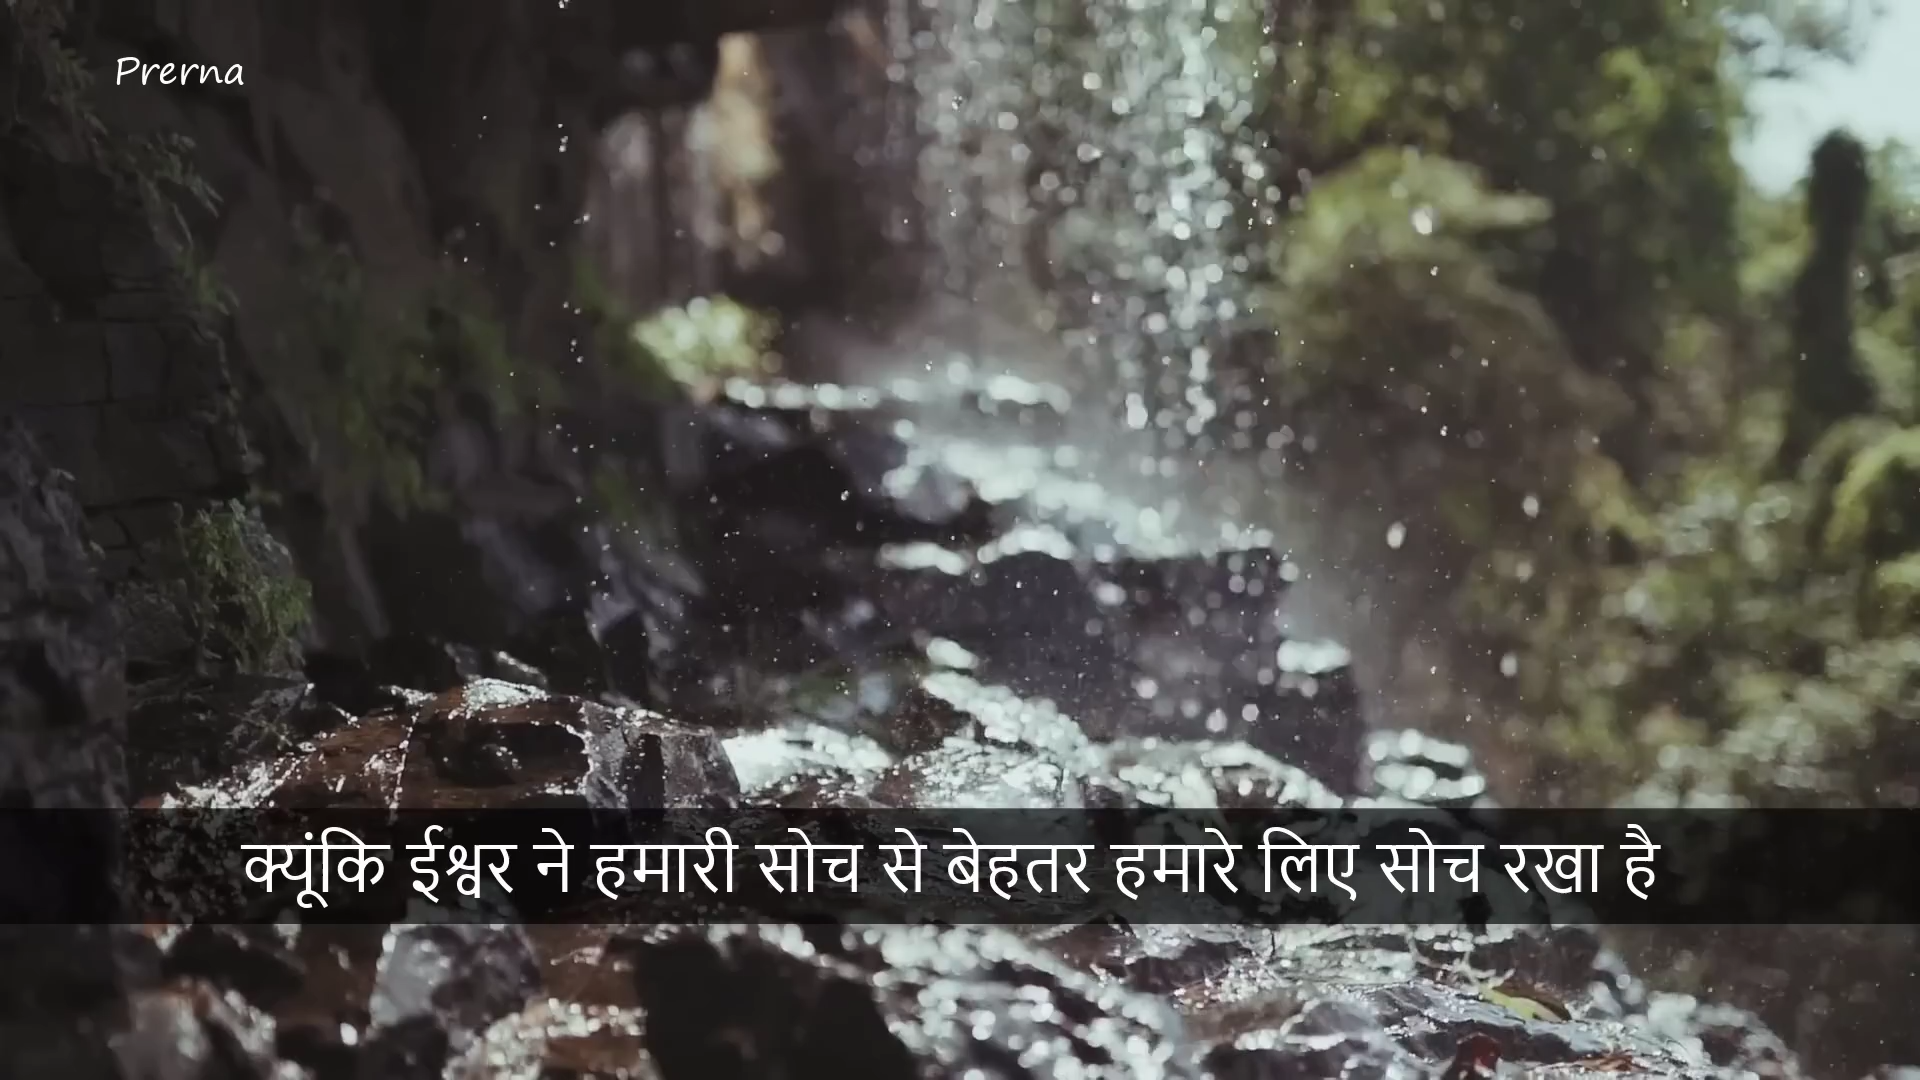 Prerna
क्यूंकि ईश्वर ने हमारी सोच से बेहतर हमारे लिए सोच रखा है